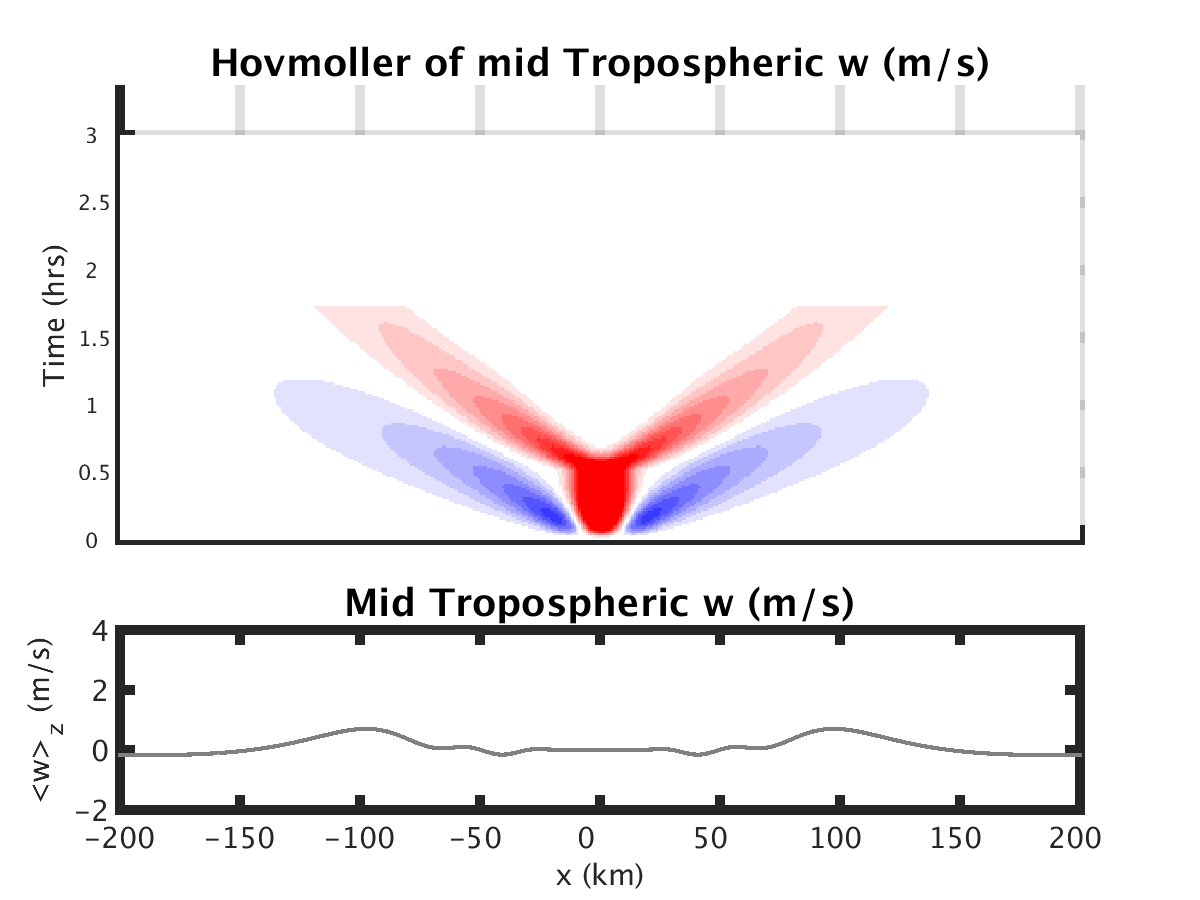 Hovmoller of mid Tropospheric w (m/s)
3
2.5
2
1.5
1
0.5
0
Time (hrs)
Mid Tropospheric w (m/s)
4
2
0
−2
<w> z (m/s)
−200 −150 −100 −50 0 50 100 150 200
x (km)